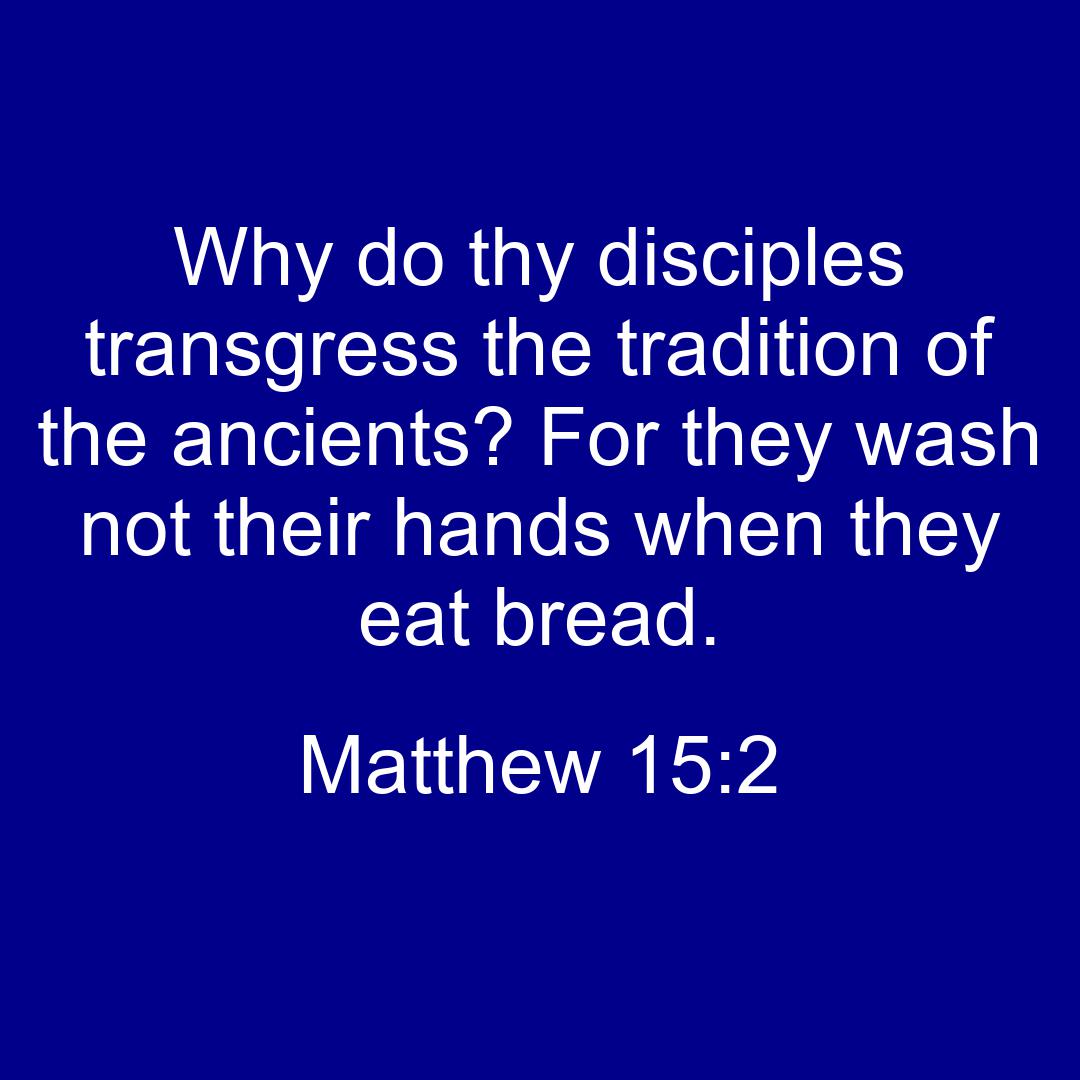 Why do thy disciples
transgress the tradition of
the ancients? For they wash
not their hands when they
eat bread.
Matthew 15:2